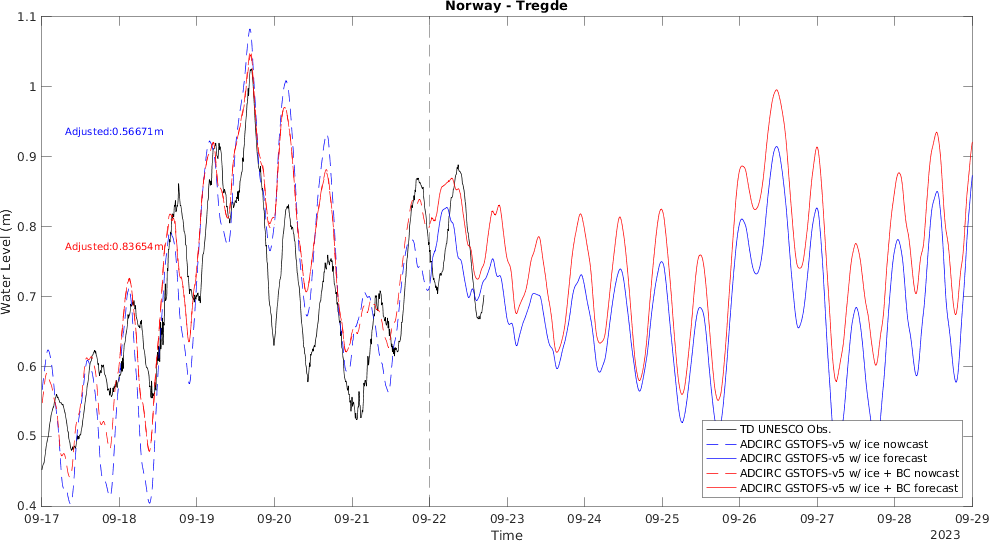 Norway - Tregde
1.1
1
0.9
0.8
0.7
0.6
0.5
0.4
Water Level (m)
Adjusted:0.56671m
Adjusted:0.83654m
TD UNESCO Obs.
ADCIRC GSTOFS-v5 w/ ice nowcast
ADCIRC GSTOFS-v5 w/ ice forecast
ADCIRC GSTOFS-v5 w/ ice + BC nowcast
ADCIRC GSTOFS-v5 w/ ice + BC forecast
09-17 09-18 09-19 09-20 09-21 09-22 09-23 09-24 09-25 09-26 09-27 09-28 09-29
Time
2023